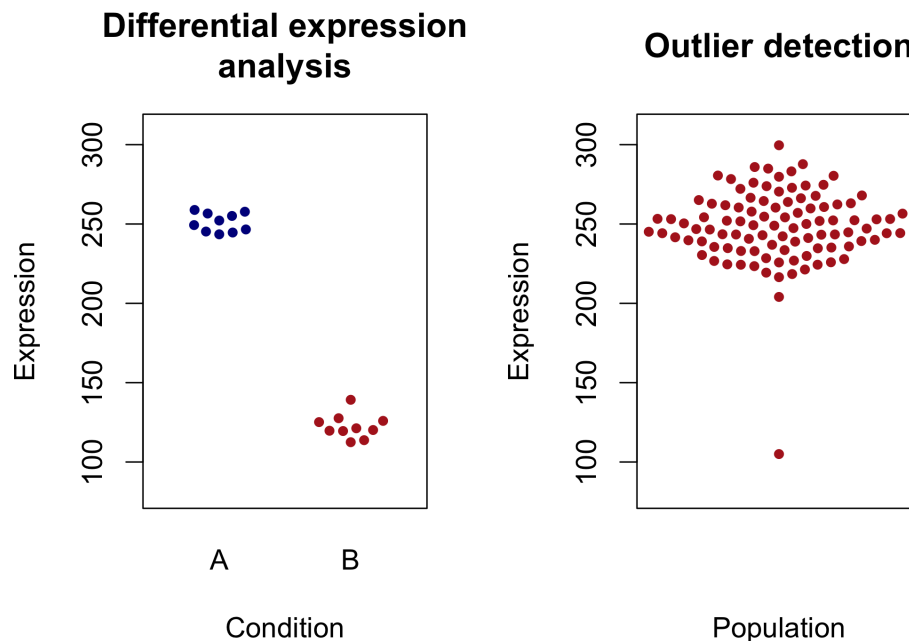 Differential expression
analysis
Expression
300
250
200
150
100
A B
Condition
Outlier detection
Expression
300
250
200
150
100
Population